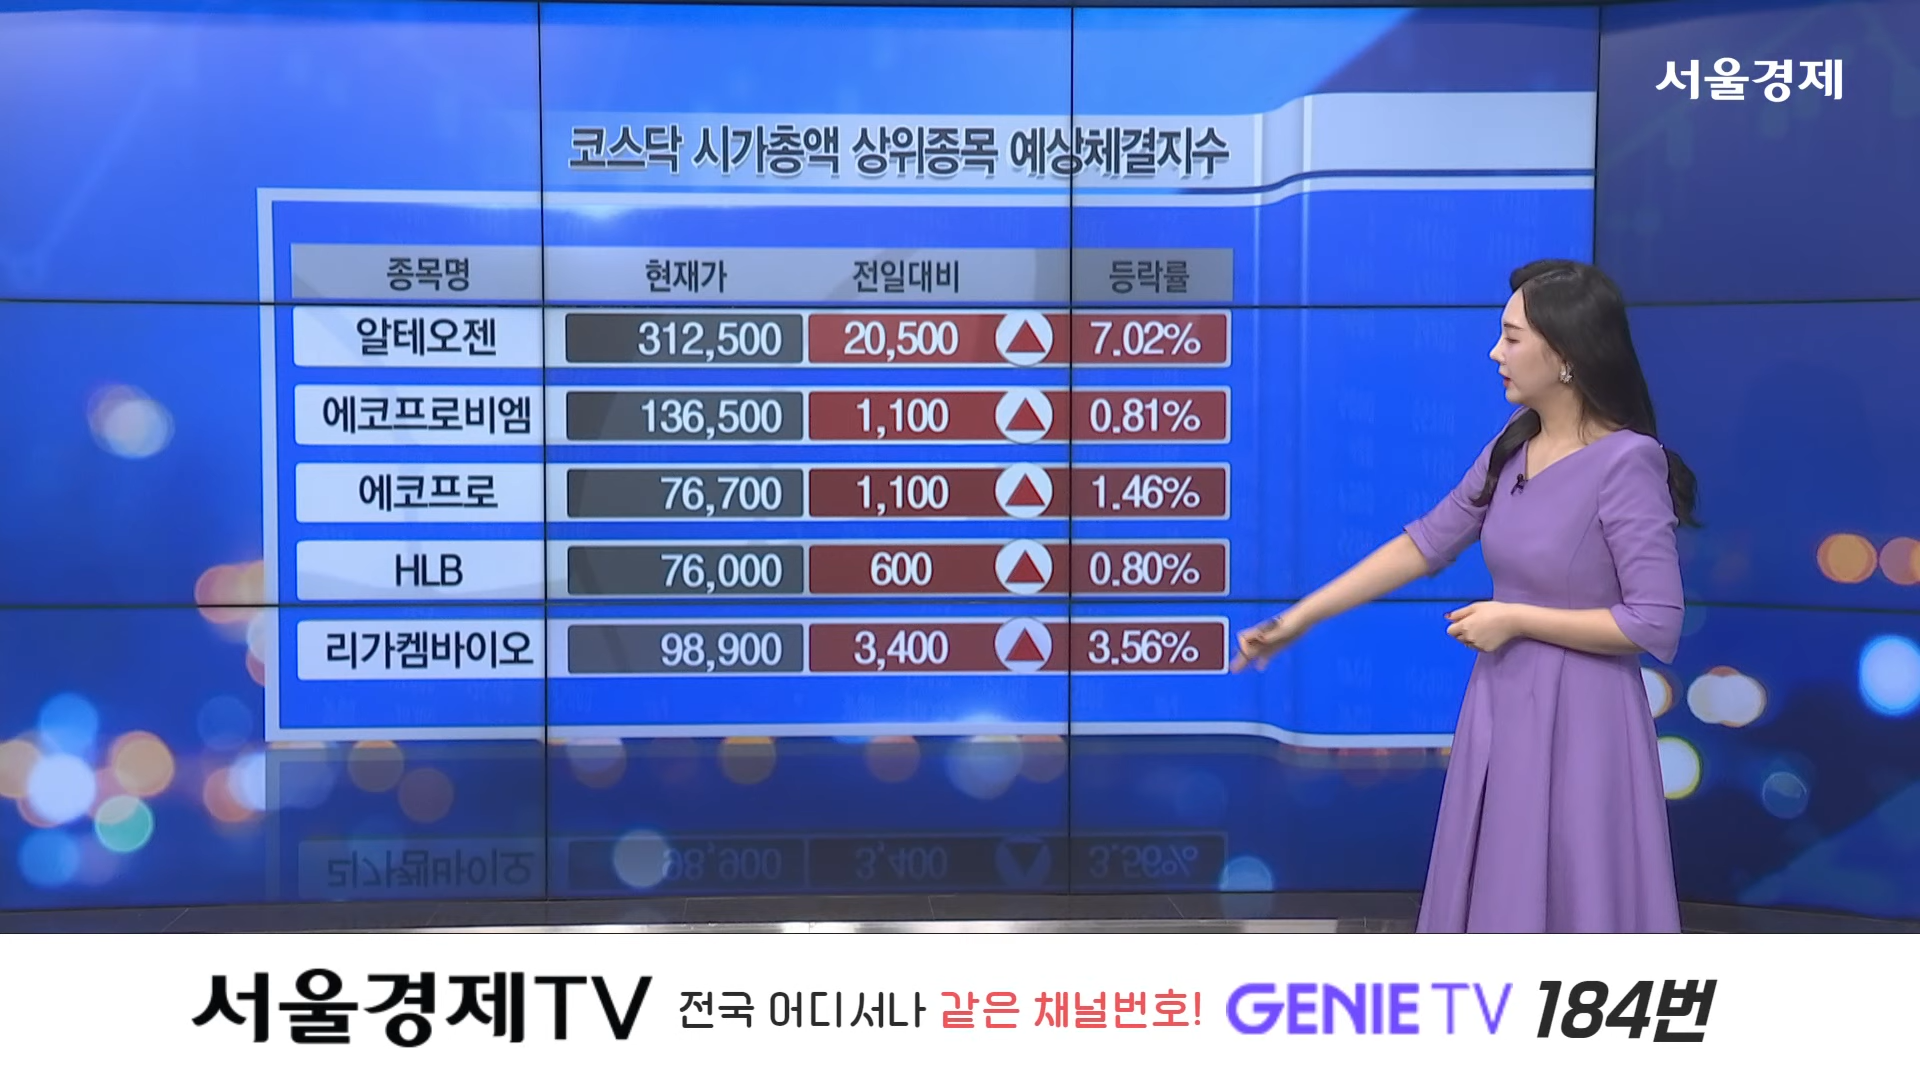 서울경제
코스닥 시가총액 상위종목 예상체결지수
종목명 현재가 전일대비 등락률
알테오젠 312,500 20,500 ▲ 7.02%
에코프로비엠 136,500 1,100 ▲ 0.81%
에코프로 76,700 1,100 ▲ 1.46%
HLB 76,000 600 ▲ 0.80%
리가켐바이오 98,900 3,400 ▲ 3.56%
서울경제TV 전국 어디서나 같은 채널번호! GENIE TV 184번